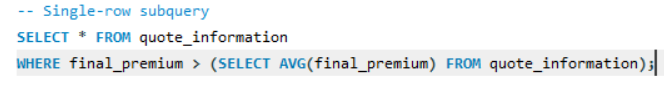 -- Single-row subquery
SELECT * FROM quote_information
WHERE final_premium > (SELECT AVG(final_premium) FROM quote_information);